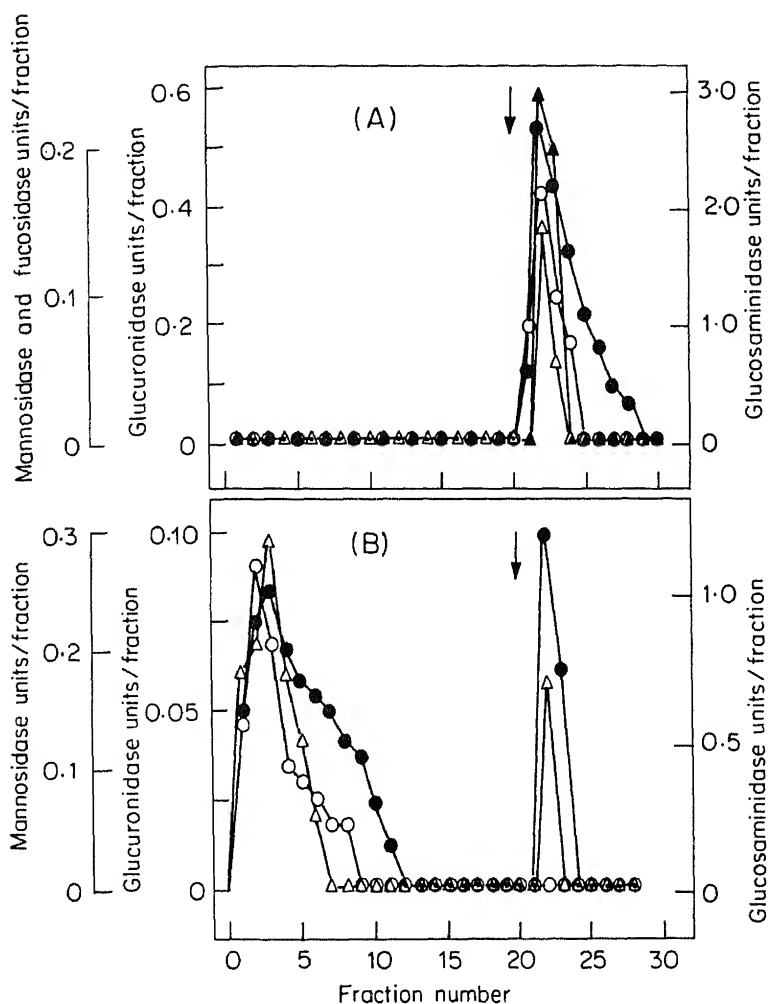 (A)
Mannosidase and fucosidase units/fraction
0·2
0·1
0
Glucuronidase units/fraction
0.6
0.4
0.2
0
3.0
2.0
1.0
0
Glucosaminidase units/fraction
(B)
Mannosidase units/fraction
0·3
0·2
0·1
0
Glucuronidase units/fraction
0.10
0.05
0
1·0
0·5
0
Glucosaminidase units/fraction
0 5 10 15 20 25 30
Fraction number